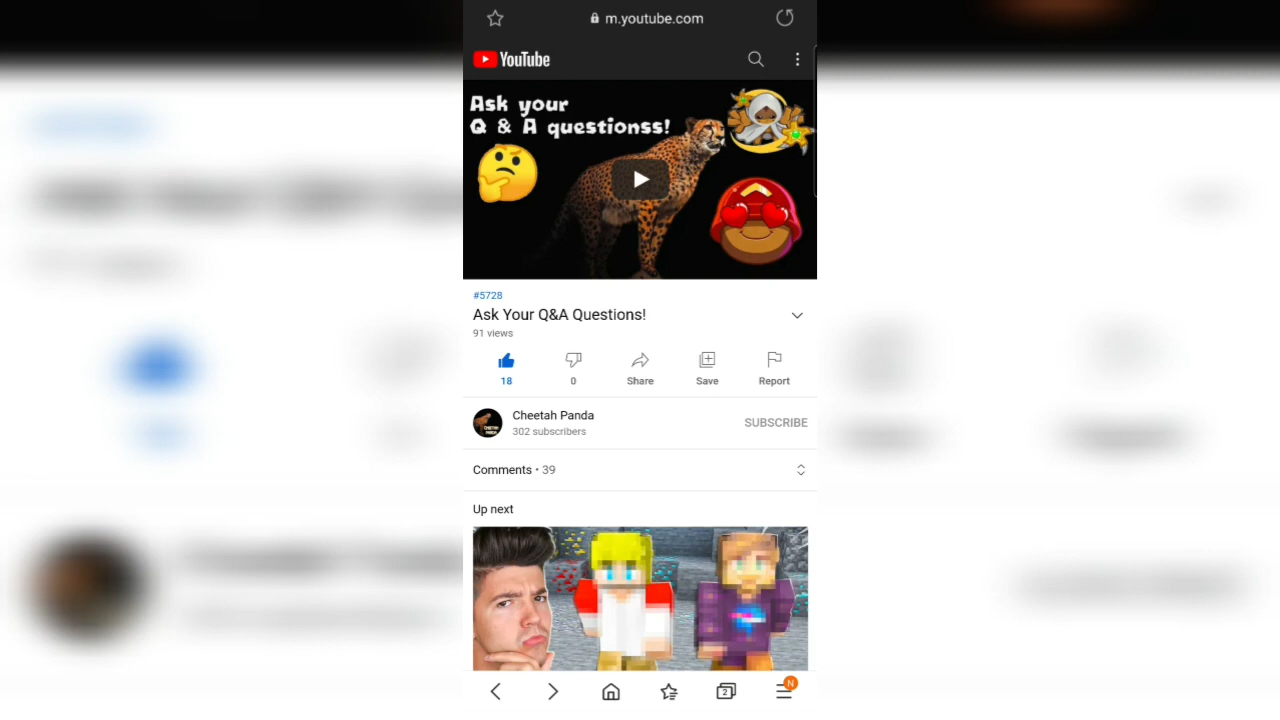 m.youtube.com
YouTube
Ask your
Q & A questionss!
#5728
Ask Your Q&A Questions!
91 views
18
0
Share
Save
Report
Cheetah Panda
302 subscribers
SUBSCRIBE
Comments • 39
Up next
2
N